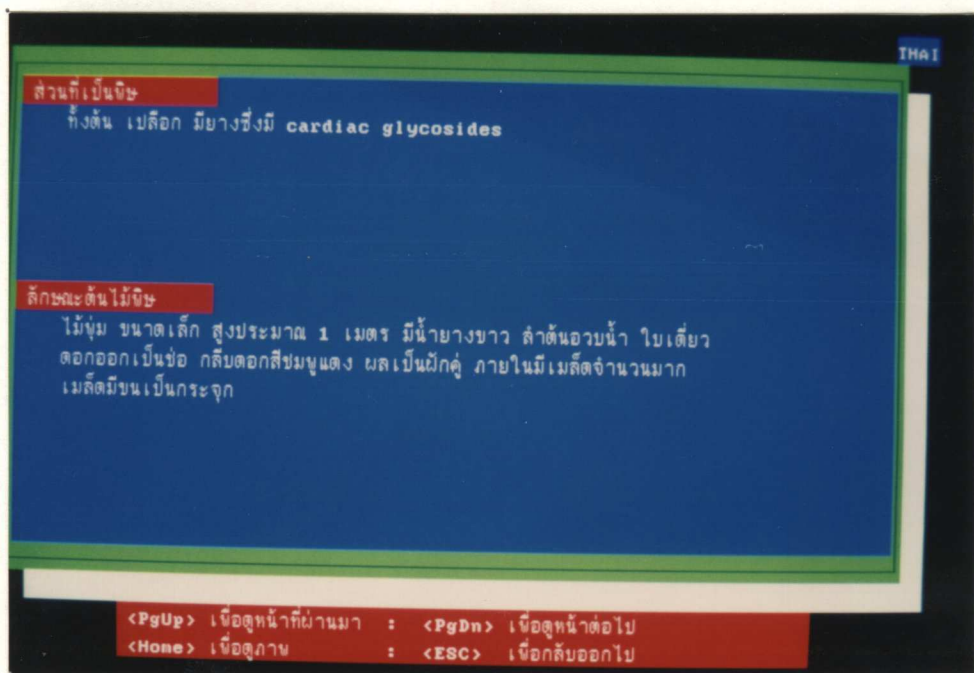 THAI
ส่วนที่เป็นพิษ
ทั้งต้น เปลือก มียางซึ่งมี cardiac glycosides
ลักษณะต้นไม้พิษ
ไม้พุ่ม ขนาดเล็ก สูงประมาณ 1 เมตร มีน้ำยางขาว ลำต้นอวบน้ำ ใบเดี่ยว
ดอกออกเป็นช่อ กลีบดอกสีชมพูแดง ผลเป็นฝักคู่ ภายในมีเมล็ดจำนวนมาก
เมล็ดมีขนเป็นกระจุก
<PgUp> เพื่อดูหน้าที่ผ่านมา : <PgDn> เพื่อดูหน้าต่อไป
<Home> เพื่อดูภาพ : <ESC> เพื่อกลับออกไป